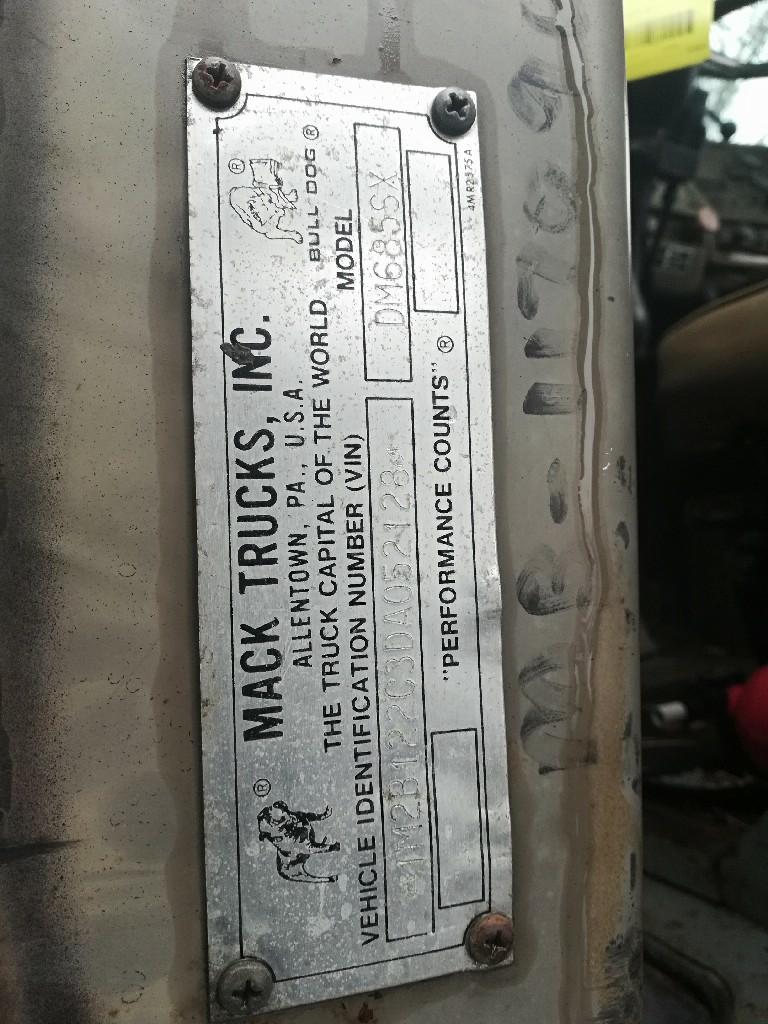 MACK TRUCKS, INC.
ALLENTOWN, PA., U.S.A.
THE TRUCK CAPITAL OF THE WORLD
BULL DOG ®
VEHICLE IDENTIFICATION NUMBER (VIN)
MODEL
*1M2B122C3DA052128*
DM685SX
"PERFORMANCE COUNTS" ®
4MR2375A